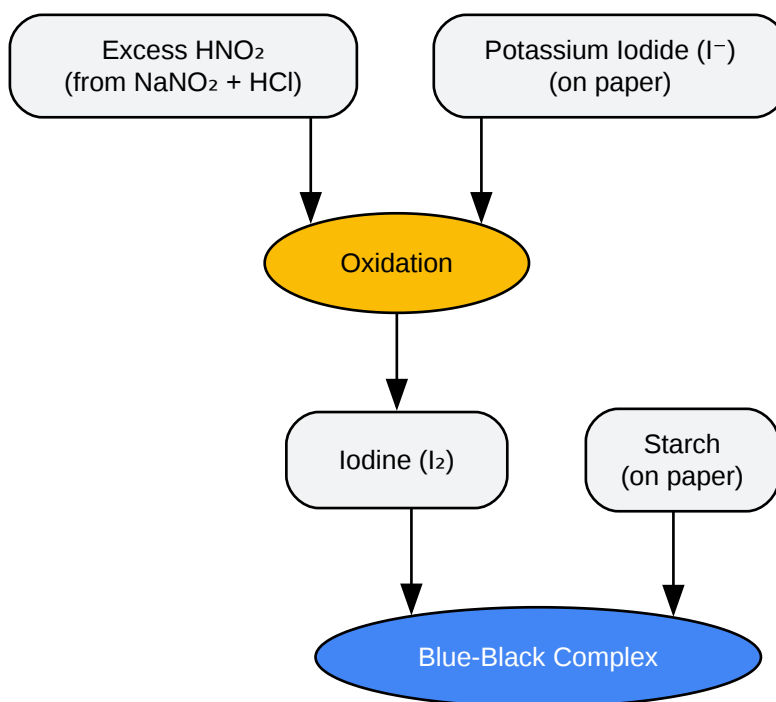 Excess HNO₂
(from NaNO₂ + HCl)
Potassium Iodide (I⁻)
(on paper)
Oxidation
Iodine (I₂)
Starch
(on paper)
Blue-Black Complex